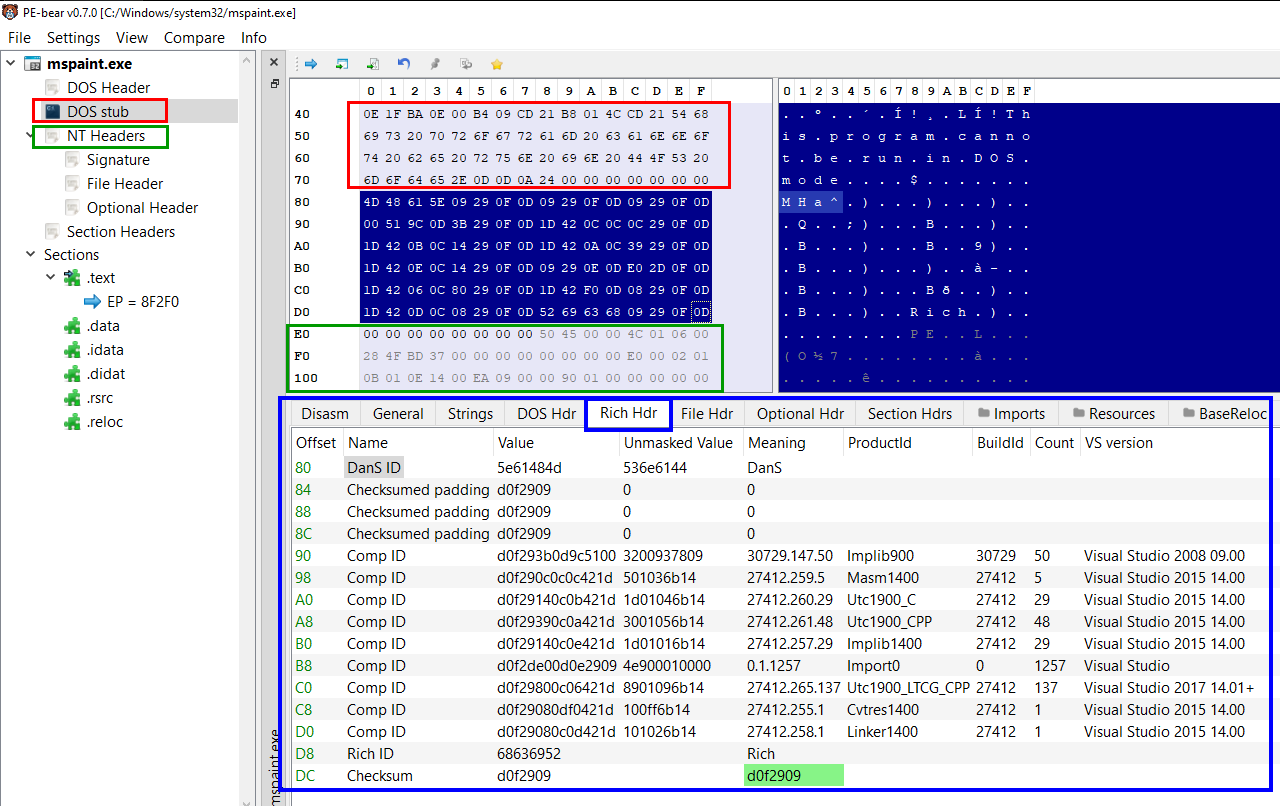 PE-bear v0.7.0 [C:/Windows/system32/mspaint.exe]
File Settings View Compare Info
mspaint.exe
DOS Header
DOS stub
NT Headers
Signature
File Header
Optional Header
Section Headers
Sections
.text
EP = 8F2F0
.data
.idata
.didat
.rsrc
.reloc
0 1 2 3 4 5 6 7 8 9 A B C D E F
40 0E 1F BA 0E 00 B4 09 CD 21 B8 01 4C CD 21 54 68
50 69 73 20 70 72 6F 67 72 61 6D 20 63 61 6E 6E 6F
60 74 20 62 65 20 72 75 6E 20 69 6E 20 44 4F 53 20
70 6D 6F 64 65 2E 0D 0D 0A 24 00 00 00 00 00 00 00
80 4D 48 61 5E 09 29 0F 0D 09 29 0F 0D 09 29 0F 0D
90 00 51 9C 0D 3B 29 0F 0D 1D 42 0C 0C 0C 29 0F 0D
A0 1D 42 0B 0C 14 29 0F 0D 1D 42 0A 0C 39 29 0F 0D
B0 1D 42 0E 0C 14 29 0F 0D 09 29 0E 0D E0 2D 0F 0D
C0 1D 42 06 0C 80 29 0F 0D 1D 42 F0 0D 08 29 0F 0D
D0 1D 42 0D 0C 08 29 0F 0D 52 69 63 68 09 29 0F 0D
E0 00 00 00 00 00 00 00 00 50 45 00 00 4C 01 06 00
F0 28 4F BD 37 00 00 00 00 00 00 00 00 E0 00 02 01
100 0B 01 0E 14 00 EA 09 00 00 90 01 00 00 00 00 00
0 1 2 3 4 5 6 7 8 9 A B C D E F
. . º . . ´ . Í ! ¸ . L Í ! T h
i s . p r o g r a m . c a n n o
t . b e . r u n . i n . D O S .
m o d e . . . . $ . . . . . . .
M H a ^ . ) . . . ) . . . ) . .
. Q . . ; ) . . . B . . . ) . .
. B . . . ) . . . B . . 9 ) . .
. B . . . ) . . . ) . . à - . .
. B . . . ) . . . B ð . . ) . .
. B . . . ) . . R i c h . ) . .
. . . . . . . . P E . . L . . .
( O ½ 7 . . . . . . . . à . . .
. . . . . ê . . . . . . . . . .
Disasm General Strings DOS Hdr Rich Hdr File Hdr Optional Hdr Section Hdrs Imports Resources BaseReloc
Offset Name Value Unmasked Value Meaning ProductId BuildId Count VS version
80 DanS ID 5e61484d 536e6144 DanS
84 Checksumed padding d0f2909 0 0
88 Checksumed padding d0f2909 0 0
8C Checksumed padding d0f2909 0 0
90 Comp ID d0f293b0d9c5100 3200937809 30729.147.50 Implib900 30729 50 Visual Studio 2008 09.00
98 Comp ID d0f290c0c0c421d 501036b14 27412.259.5 Masm1400 27412 5 Visual Studio 2015 14.00
A0 Comp ID d0f29140c0b421d 1d01046b14 27412.260.29 Utc1900_C 27412 29 Visual Studio 2015 14.00
A8 Comp ID d0f29390c0a421d 3001056b14 27412.261.48 Utc1900_CPP 27412 48 Visual Studio 2015 14.00
B0 Comp ID d0f29140c0e421d 1d01016b14 27412.257.29 Implib1400 27412 29 Visual Studio 2015 14.00
B8 Comp ID d0f2de00d0e2909 4e900010000 0.1.1257 Import0 0 1257 Visual Studio
C0 Comp ID d0f29800c06421d 8901096b14 27412.265.137 Utc1900_LTCG_CPP 27412 137 Visual Studio 2017 14.01+
C8 Comp ID d0f29080df0421d 100ff6b14 27412.255.1 Cvtres1400 27412 1 Visual Studio 2015 14.00
D0 Comp ID d0f29080c0d421d 101026b14 27412.258.1 Linker1400 27412 1 Visual Studio 2015 14.00
D8 Rich ID 68636952 Rich
DC Checksum d0f2909 d0f2909
mspaint.exe